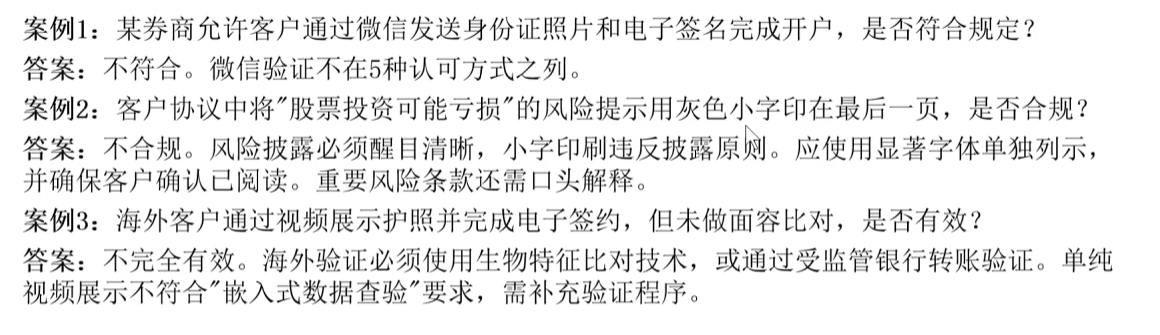 案例1：某券商允许客户通过微信发送身份证照片和电子签名完成开户，是否符合规定？
答案：不符合。微信验证不在5种认可方式之列。
案例2：客户协议中将"股票投资可能亏损"的风险提示用灰色小字印在最后一页，是否合规？
答案：不合规。风险披露必须醒目清晰，小字印刷违反披露原则。应使用显著字体单独列示，
并确保客户确认已阅读。重要风险条款还需口头解释。
案例3：海外客户通过视频展示护照并完成电子签约，但未做面容比对，是否有效？
答案：不完全有效。海外验证必须使用生物特征比对技术，或通过受监管银行转账验证。单纯
视频展示不符合"嵌入式数据查验"要求，需补充验证程序。